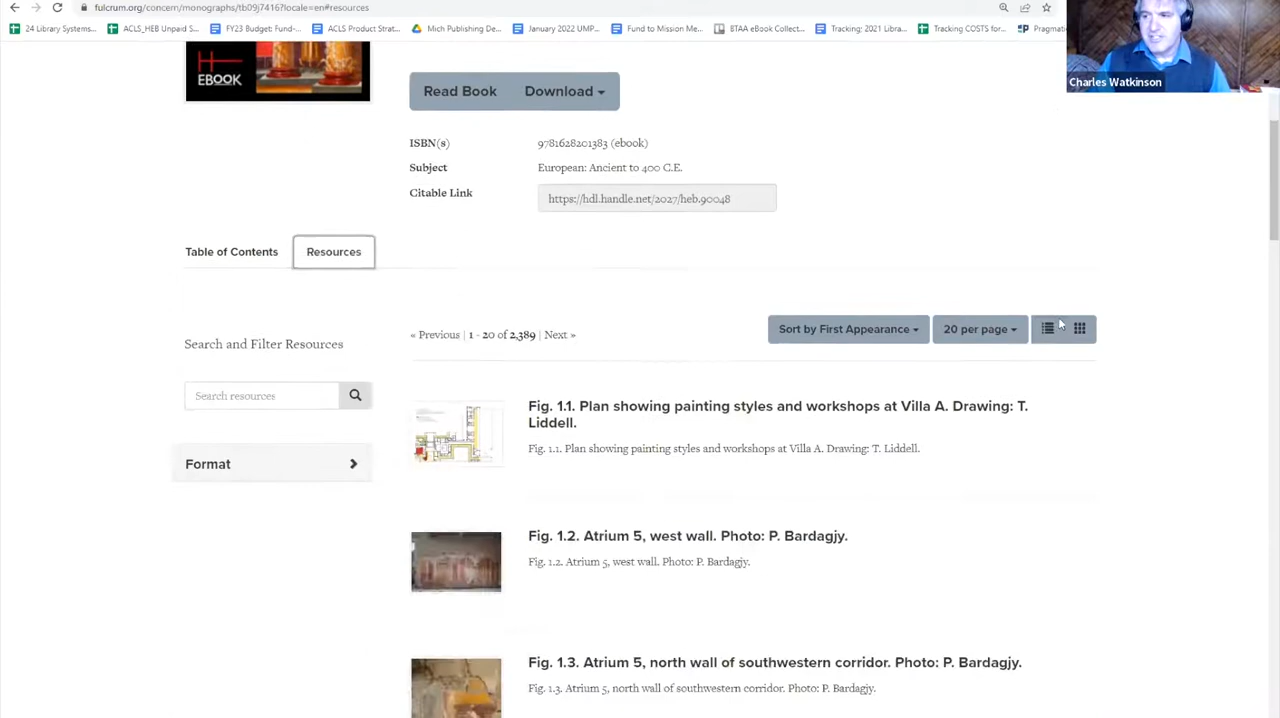 fulcrum.org/concern/monographs/tb09j7416?locale=en#resources
24 Library Systems... ACLS_HEB Unpaid S... FY23 Budget: Fund-... ACLS Product Strat... Mich Publishing De... January 2022 UMP... Fund to Mission Me... BTAA eBook Collect... Tracking: 2021 Libra... Tracking COSTS for... Pragmatic
Charles Watkinson
EBOOK
Read Book Download
ISBN(s) 9781628201383 (ebook)
Subject European: Ancient to 400 C.E.
Citable Link https://hdl.handle.net/2027/heb.90048
Table of Contents Resources
Search and Filter Resources
« Previous | 1 - 20 of 2,389 | Next »
Sort by First Appearance 20 per page
Search resources
Format
Fig. 1.1. Plan showing painting styles and workshops at Villa A. Drawing: T.
Liddell.
Fig. 1.1. Plan showing painting styles and workshops at Villa A. Drawing: T. Liddell.
Fig. 1.2. Atrium 5, west wall. Photo: P. Bardagjy.
Fig. 1.2. Atrium 5, west wall. Photo: P. Bardagjy.
Fig. 1.3. Atrium 5, north wall of southwestern corridor. Photo: P. Bardagjy.
Fig. 1.3. Atrium 5, north wall of southwestern corridor. Photo: P. Bardagjy.